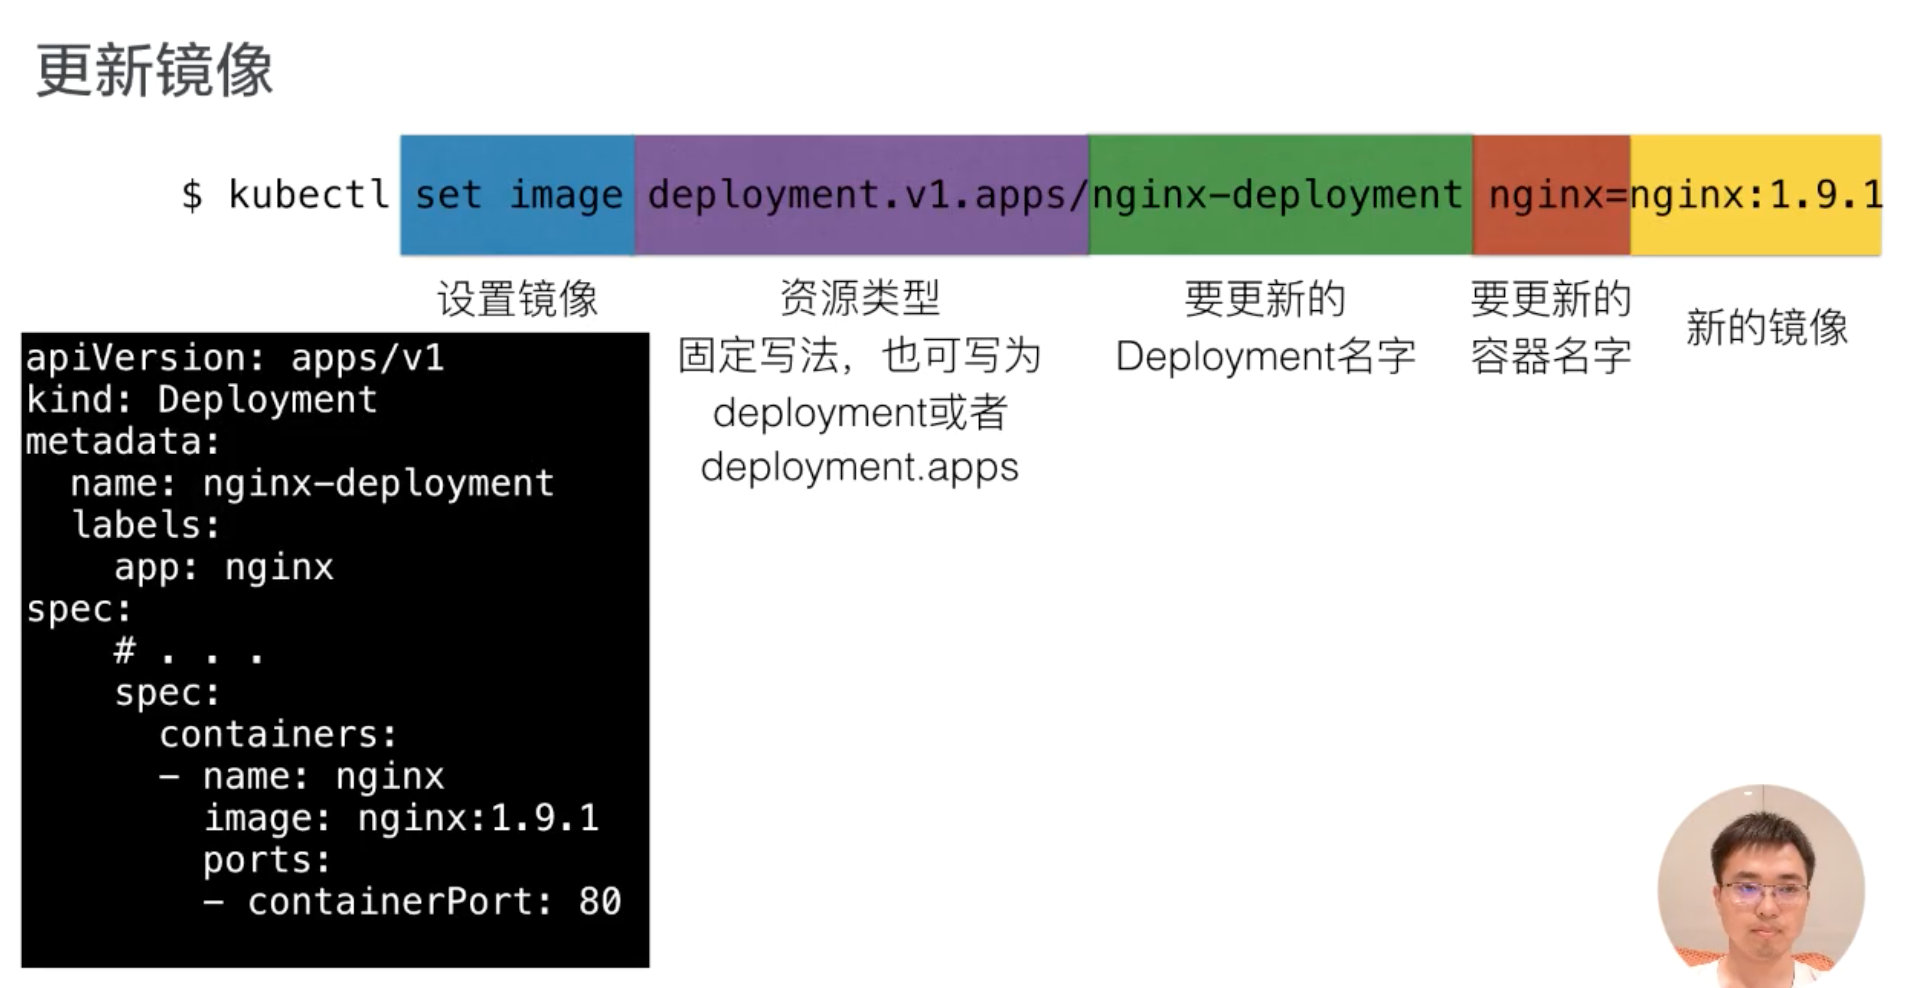 更新镜像
$ kubectl set image deployment.v1.apps/nginx-deployment nginx=nginx:1.9.1
设置镜像
资源类型
固定写法，也可写为
deployment或者
deployment.apps
要更新的
Deployment名字
要更新的
容器名字
新的镜像
apiVersion: apps/v1
kind: Deployment
metadata:
  name: nginx-deployment
  labels:
    app: nginx
spec:
    # . . .
    spec:
      containers:
      - name: nginx
        image: nginx:1.9.1
        ports:
        - containerPort: 80